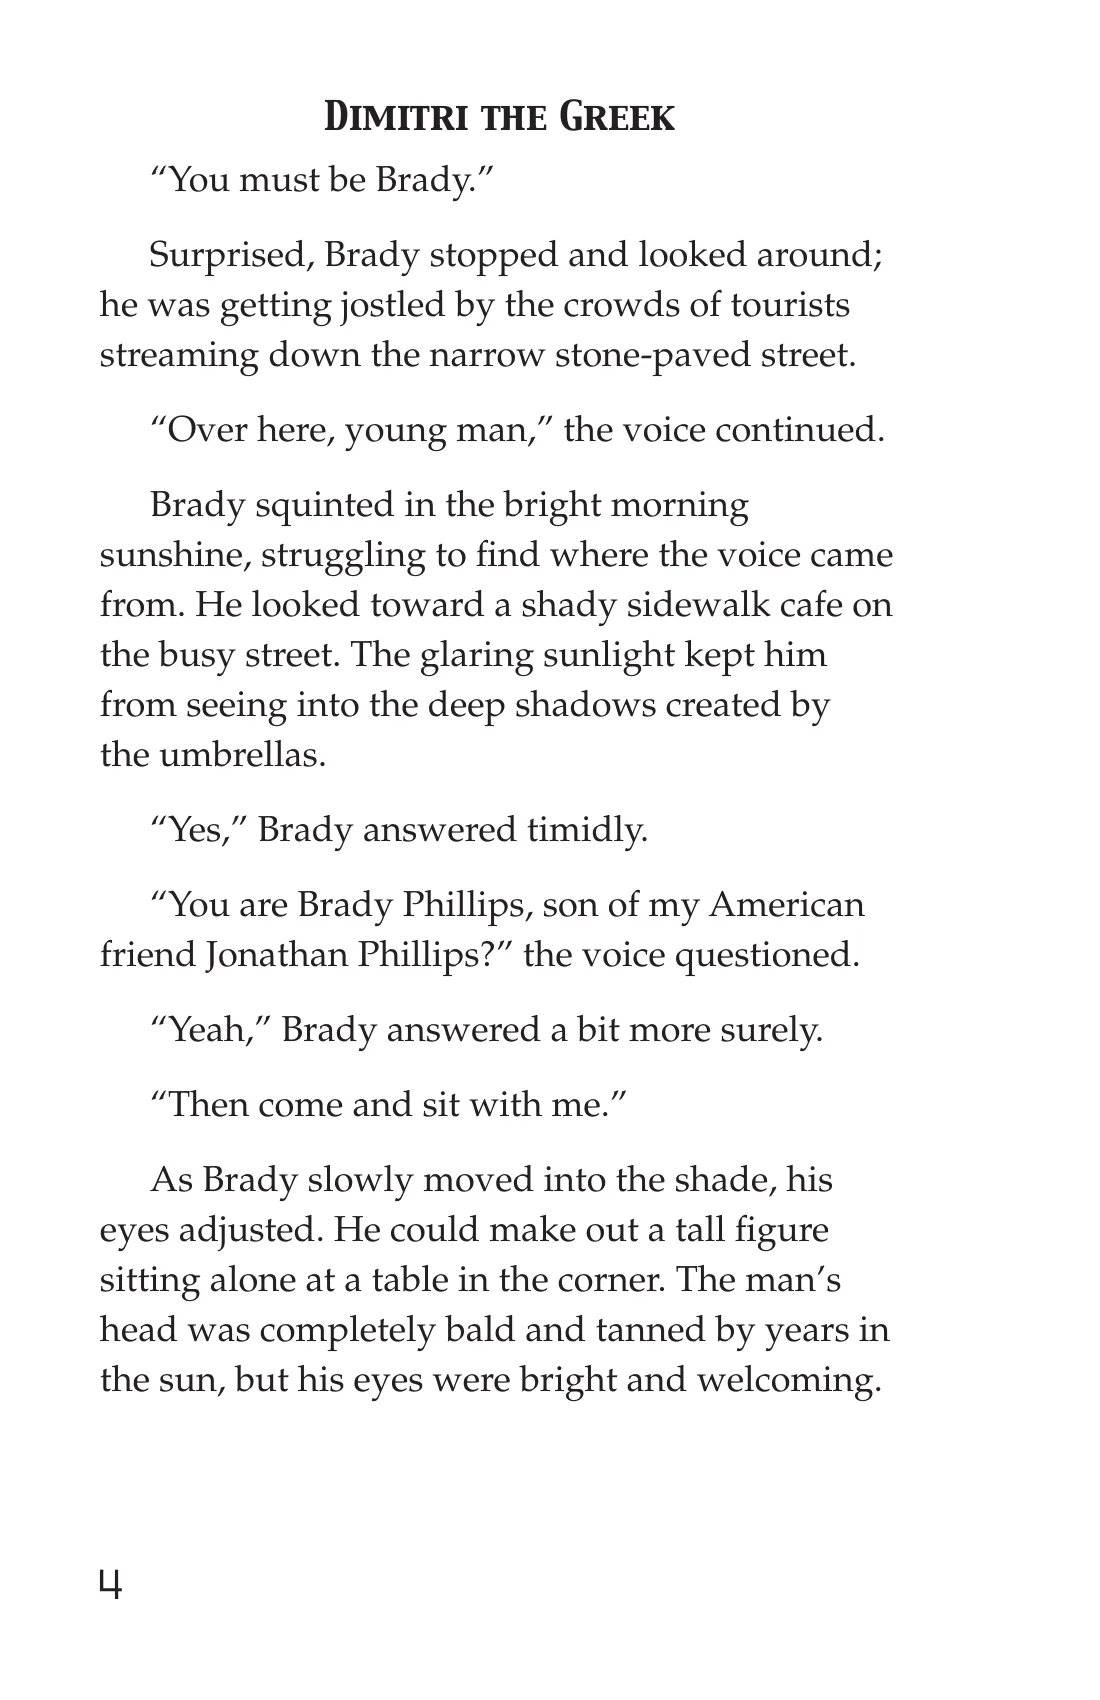 Dimitri the Greek
“You must be Brady.”
Surprised, Brady stopped and looked around;
he was getting jostled by the crowds of tourists
streaming down the narrow stone-paved street.
“Over here, young man,” the voice continued.
Brady squinted in the bright morning
sunshine, struggling to find where the voice came
from. He looked toward a shady sidewalk cafe on
the busy street. The glaring sunlight kept him
from seeing into the deep shadows created by
the umbrellas.
“Yes,” Brady answered timidly.
“You are Brady Phillips, son of my American
friend Jonathan Phillips?” the voice questioned.
“Yeah,” Brady answered a bit more surely.
“Then come and sit with me.”
As Brady slowly moved into the shade, his
eyes adjusted. He could make out a tall figure
sitting alone at a table in the corner. The man’s
head was completely bald and tanned by years in
the sun, but his eyes were bright and welcoming.
4